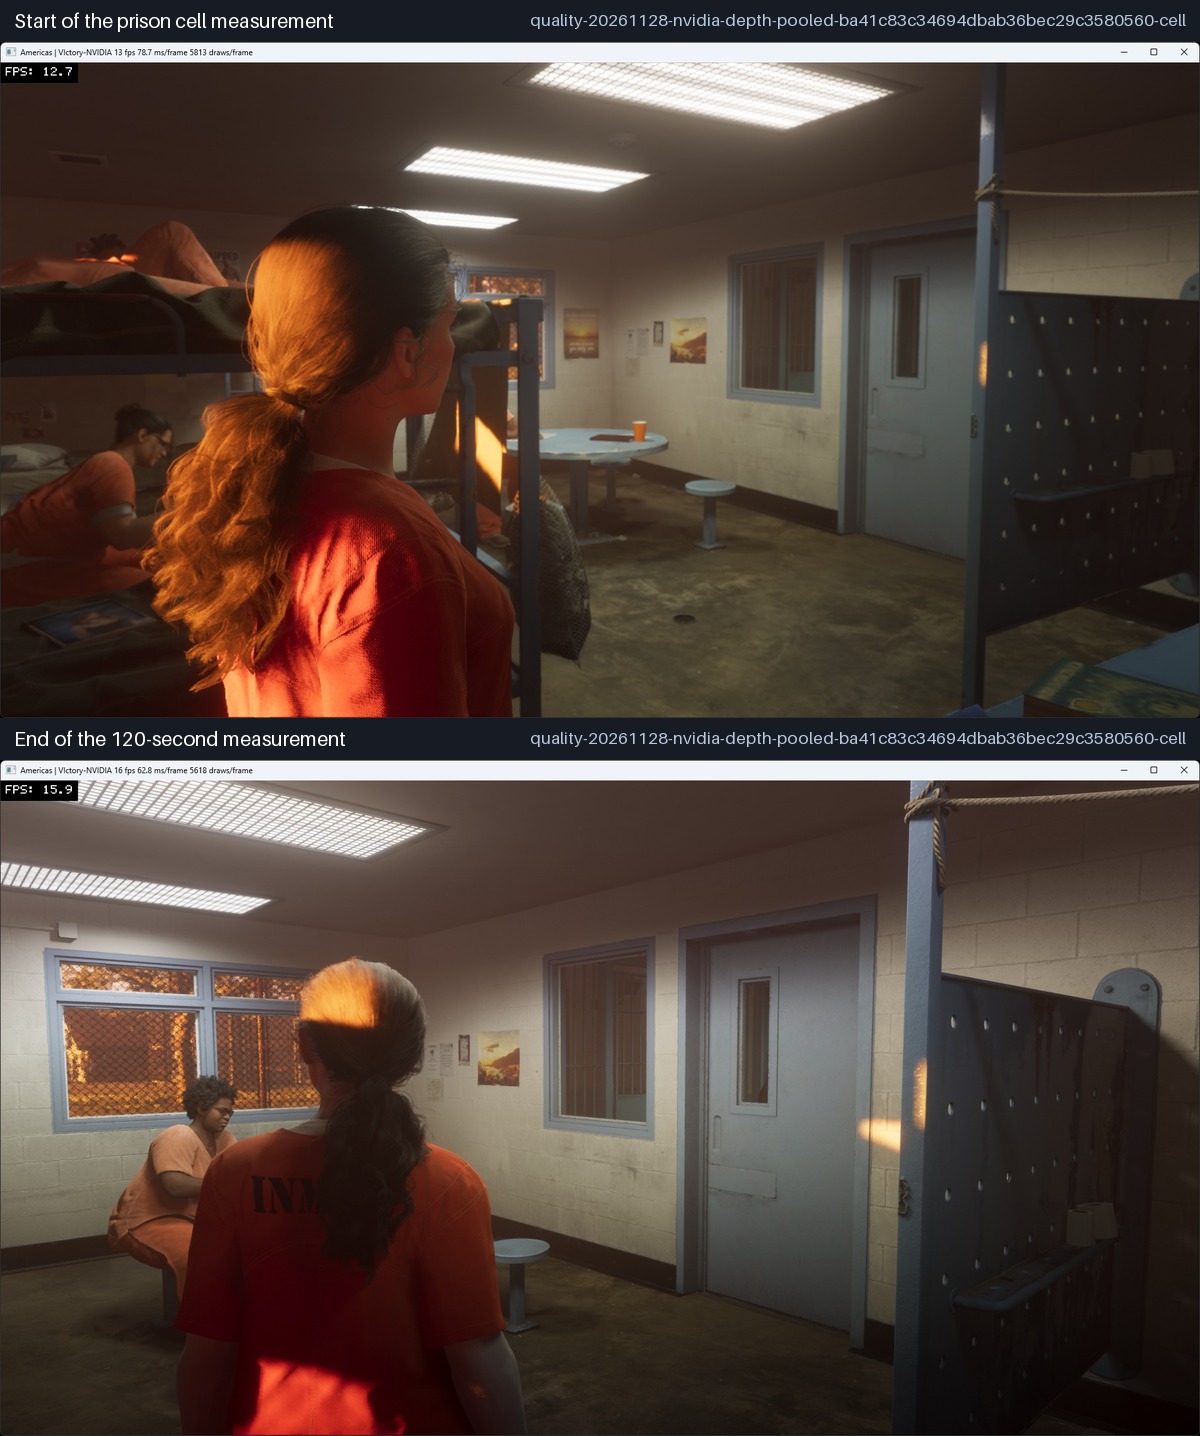 Start of the prison cell measurement
quality-20261128-nvidia-depth-pooled-ba41c83c34694dbab36bec29c3580560-cell
Americas | VIctory-NVIDIA 13 fps 78.7 ms/frame 5813 draws/frame
FPS: 12.7
End of the 120-second measurement
quality-20261128-nvidia-depth-pooled-ba41c83c34694dbab36bec29c3580560-cell
Americas | VIctory-NVIDIA 16 fps 62.8 ms/frame 5618 draws/frame
FPS: 15.9